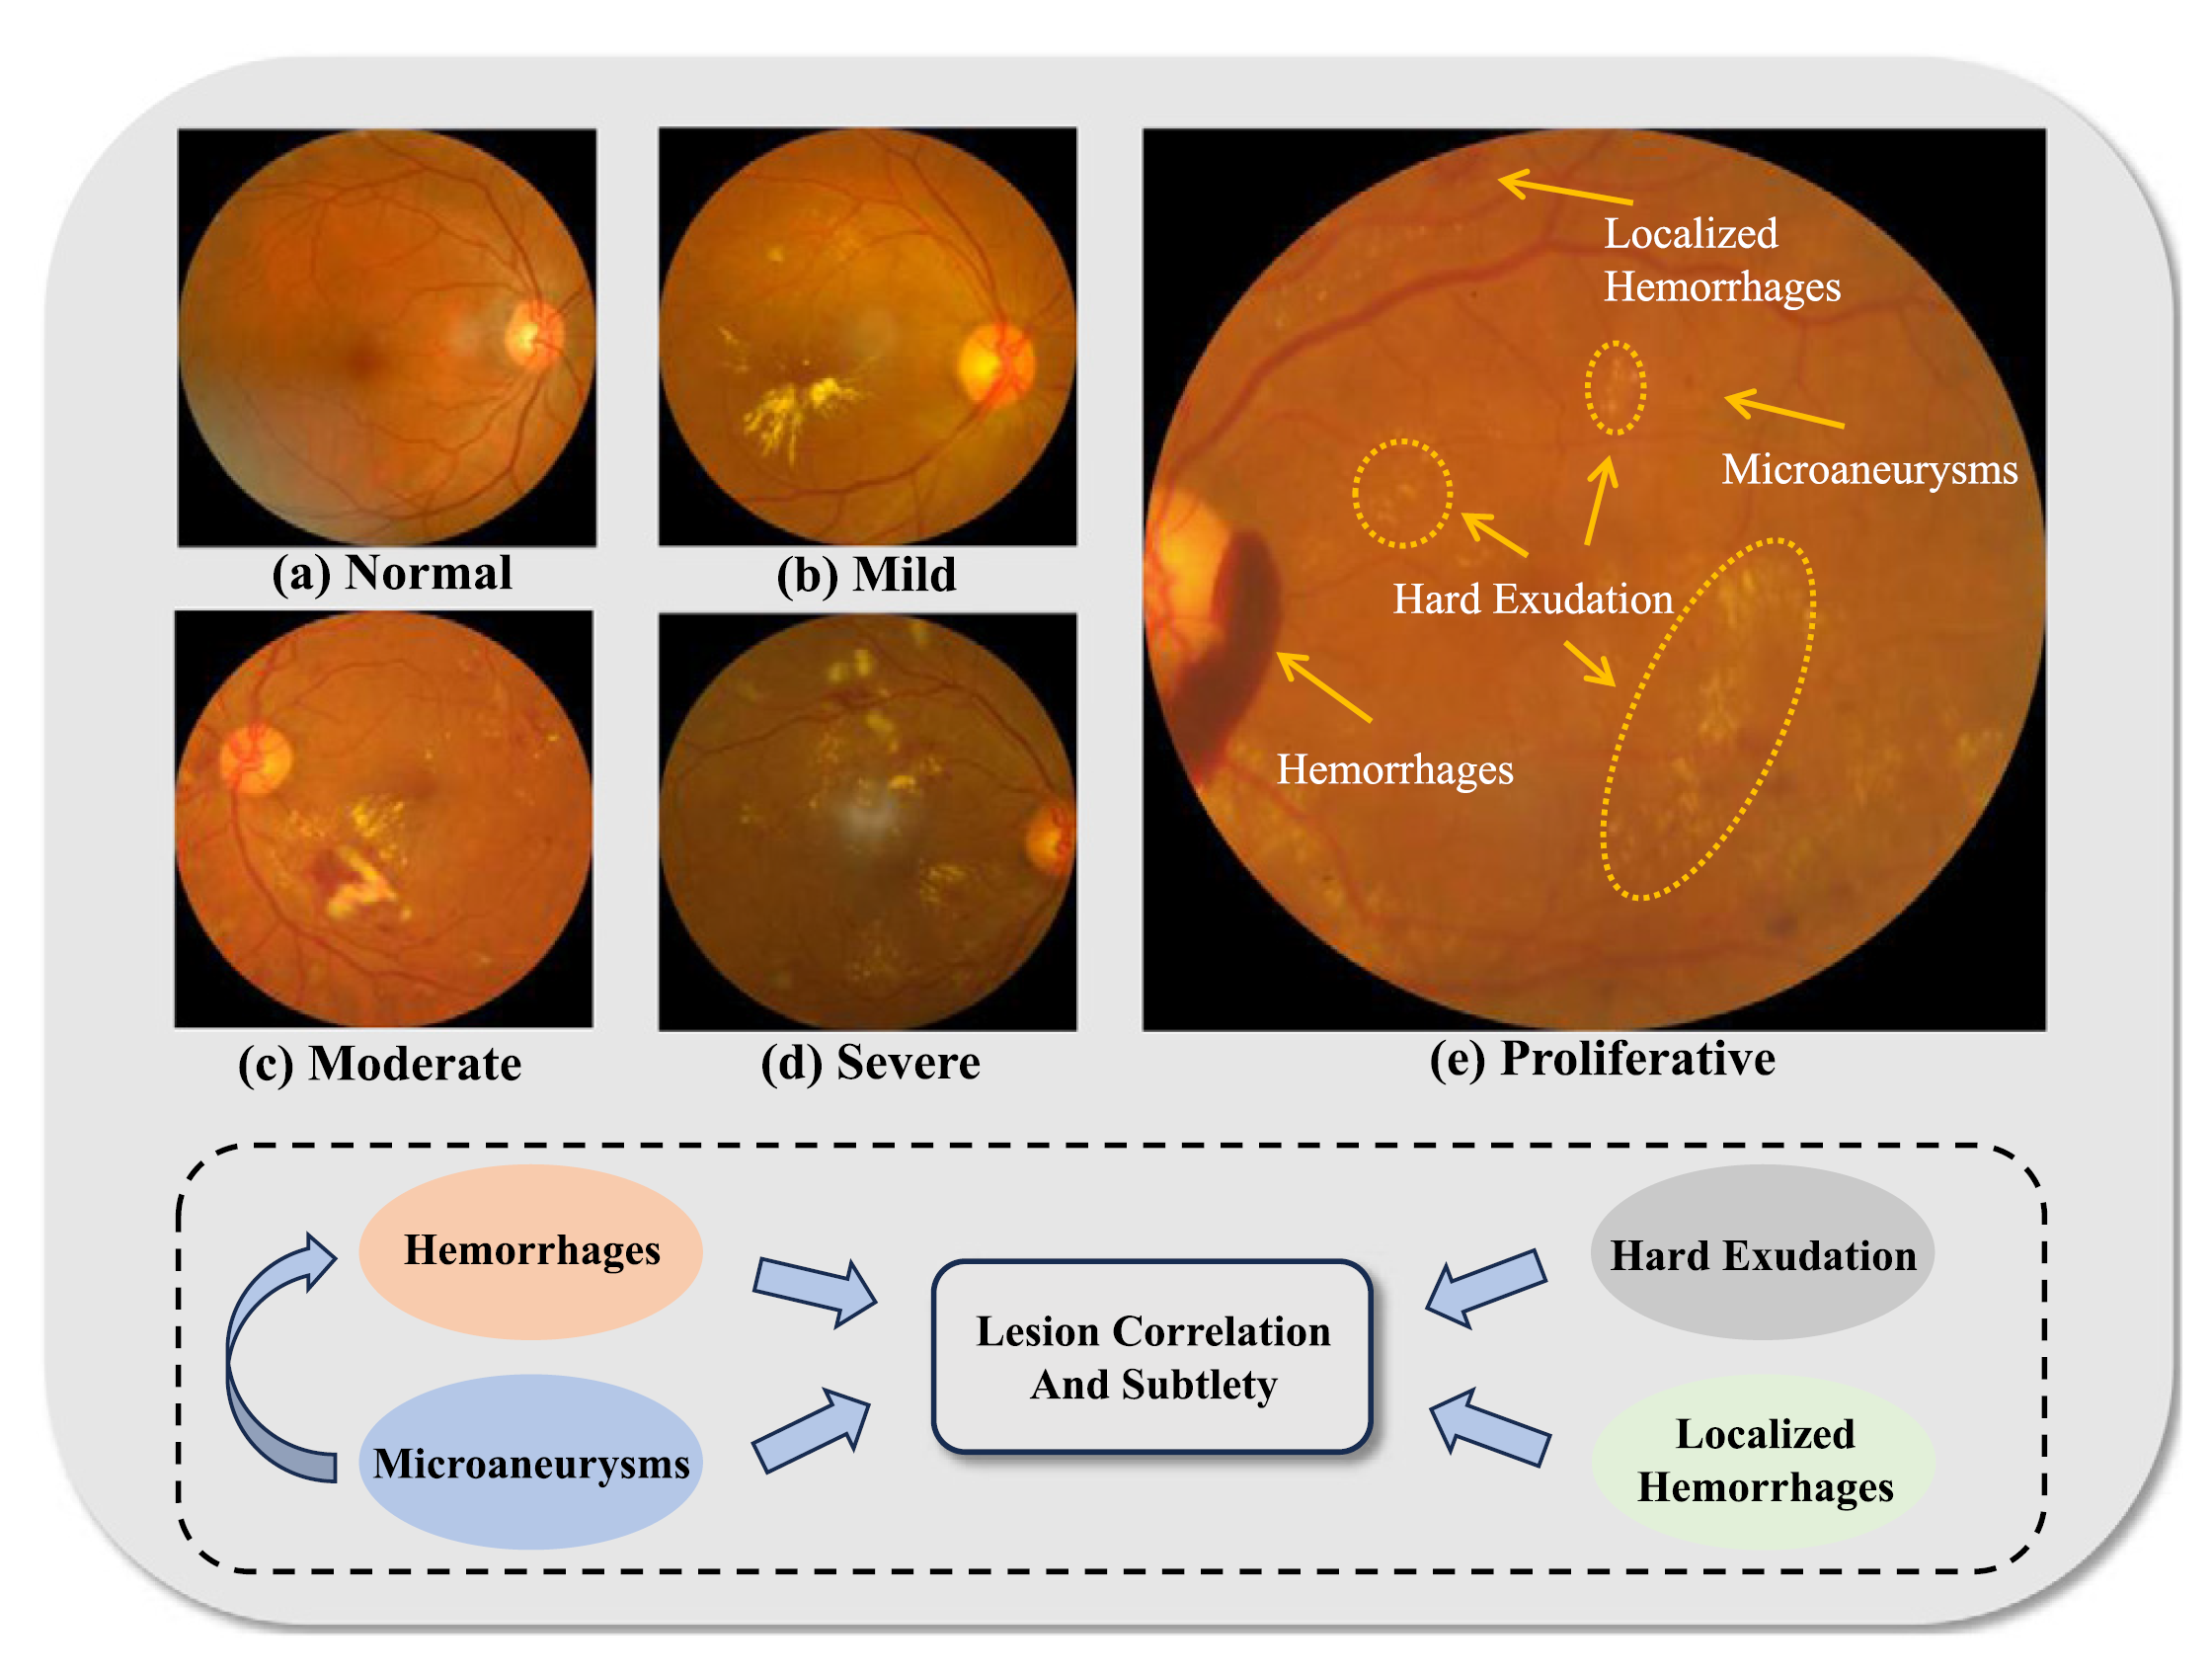 Localized
Hemorrhages
Microaneurysms
Hard Exudation
Hemorrhages
(a) Normal
(b) Mild
(c) Moderate
(d) Severe
(e) Proliferative
Hemorrhages
Microaneurysms
Lesion Correlation
And Subtlety
Hard Exudation
Localized
Hemorrhages